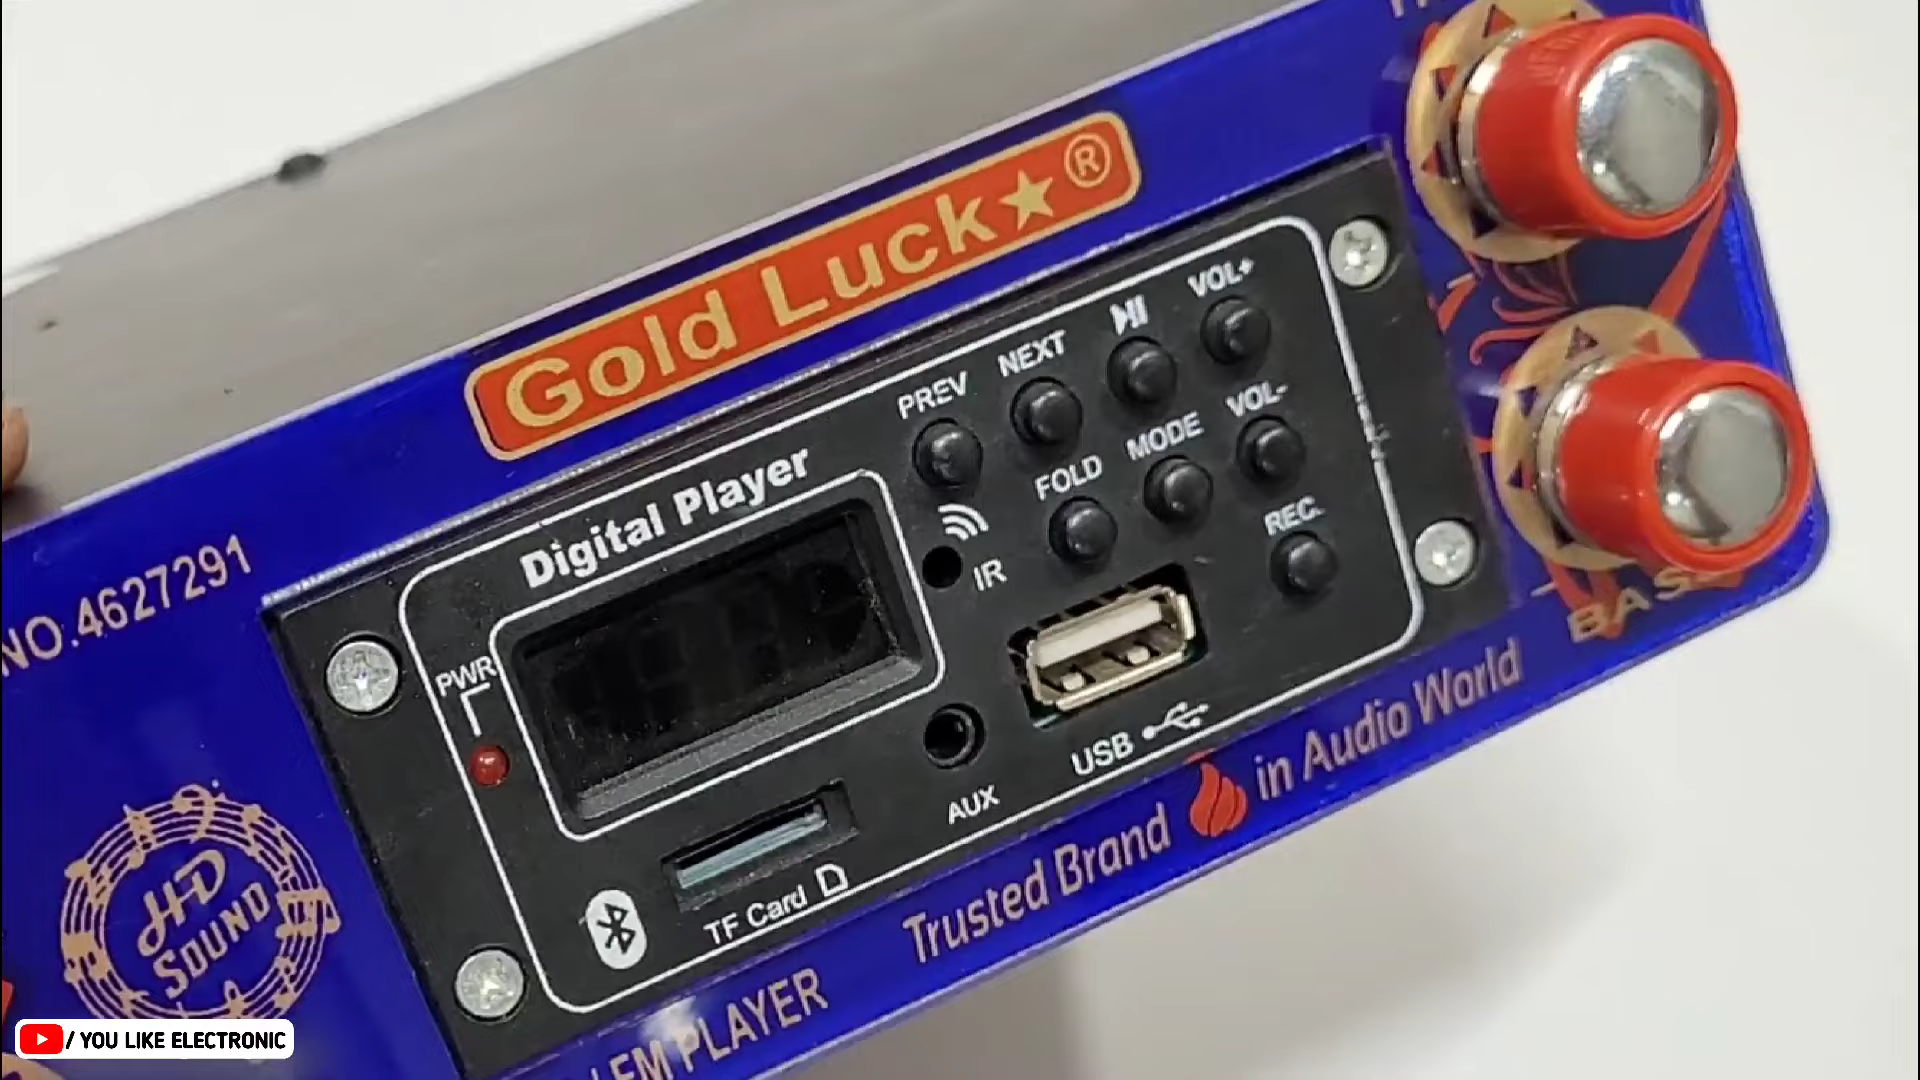 Gold Luck★®
NO.4627291
Digital Player
PREV
NEXT
VOL+
FOLD
MODE
VOL-
IR
REC.
PWR
USB
AUX
TF Card
BASS
HD
SOUND
Trusted Brand in Audio World
FM PLAYER
/ YOU LIKE ELECTRONIC